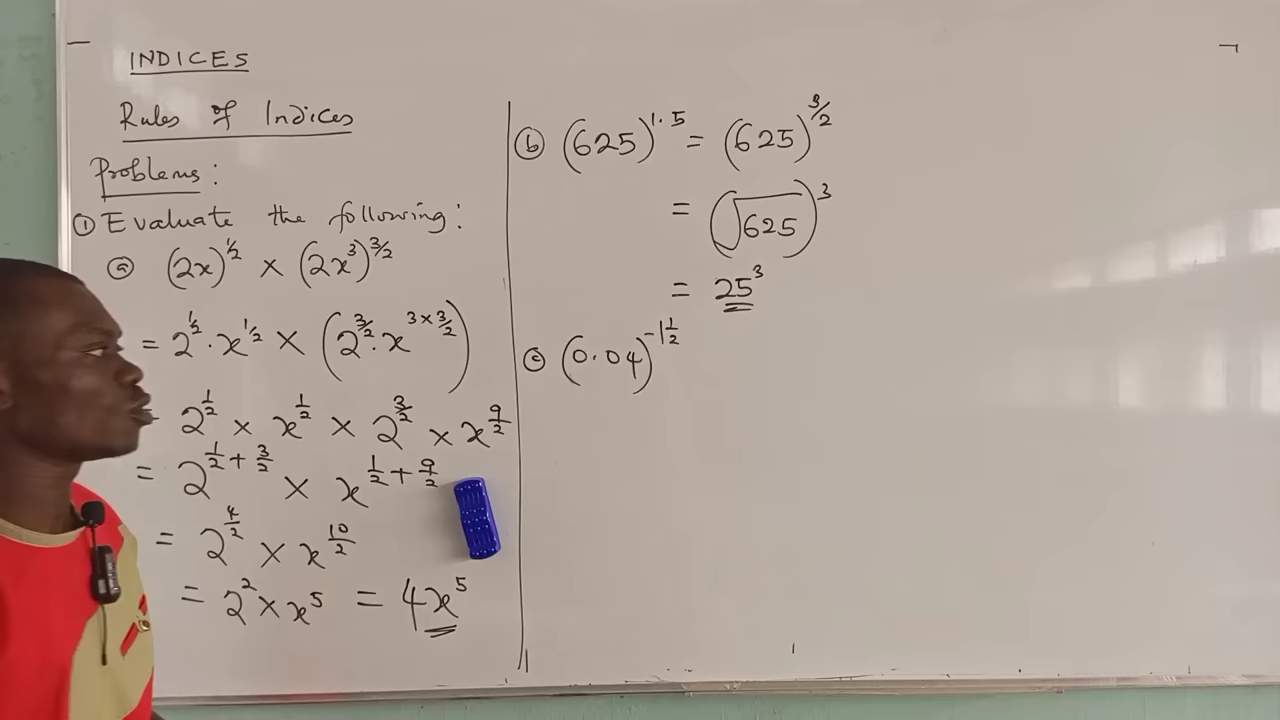 INDICES
Rules of Indices
Problems:
① Evaluate the following:
ⓐ (2x)^½ × (2x³)^3/2
= 2^½ · x^½ × (2^3/2 · x^3×3/2)
= 2^1/2 × x^1/2 × 2^3/2 × x^9/2
= 2^1/2+3/2 × x^1/2+9/2
= 2^4/2 × x^10/2
= 2² × x⁵ = 4x⁵
ⓑ (625)^1.5 = (625)^3/2
= (√625)³
= 25³
ⓒ (0.04)^-1½